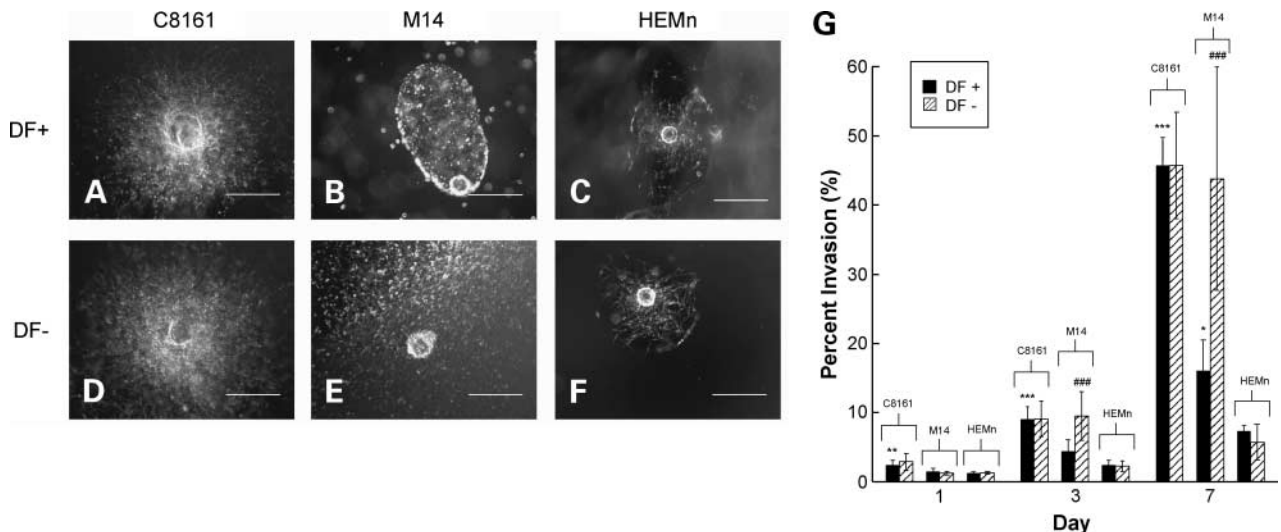 C8161 M14 HEMn
DF+
A B C
DF-
D E F
G
Percent Invasion (%)
60
50
40
30
20
10
0
DF +
DF -
C8161
**
M14
HEMn
C8161
***
M14
###
HEMn
C8161
***
M14
###
*
HEMn
1 3 7
Day